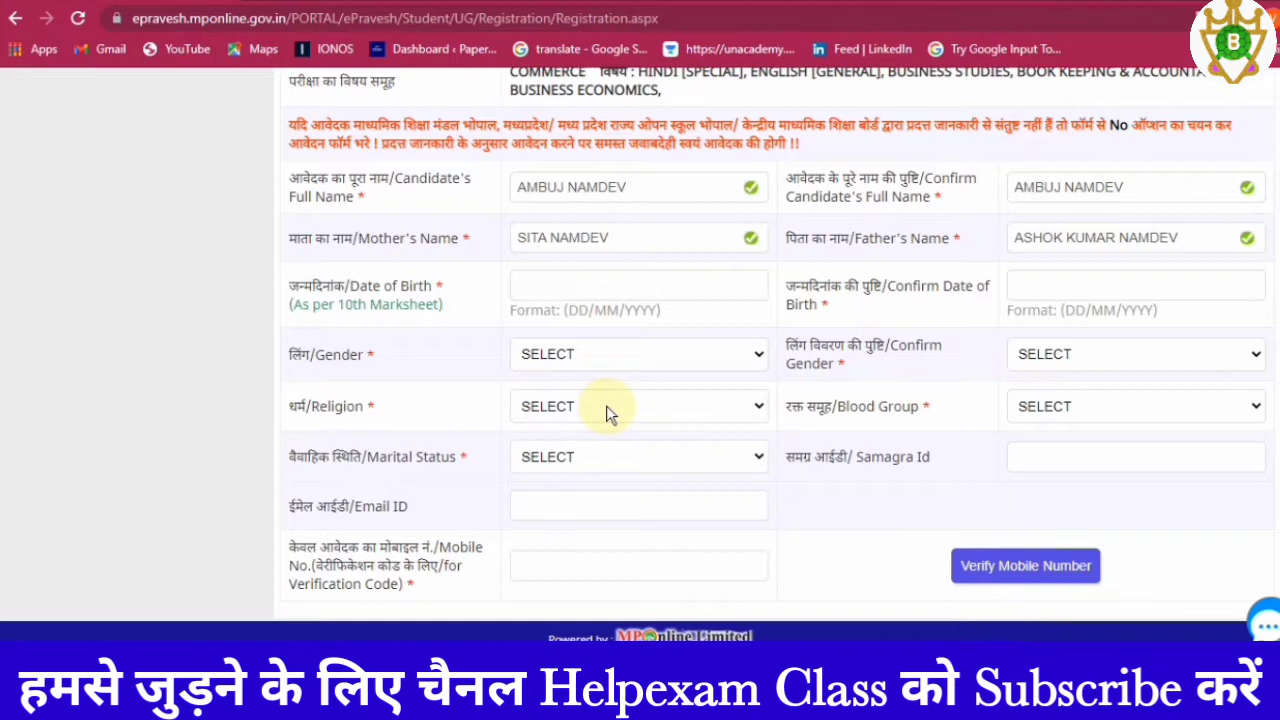 epravesh.mponline.gov.in/PORTAL/ePravesh/Student/UG/Registration/Registration.aspx
Apps Gmail YouTube Maps IONOS Dashboard ‹ Paper... translate - Google S... https://unacademy.... Feed | LinkedIn Try Google Input To...
B
COMMERCE विषय : HINDI [SPECIAL], ENGLISH [GENERAL], BUSINESS STUDIES, BOOK KEEPING & ACCOUNTA
परीक्षा का विषय समूह
BUSINESS ECONOMICS,
यदि आवेदक माध्यमिक शिक्षा मंडल भोपाल, मध्यप्रदेश/ मध्य प्रदेश राज्य ओपन स्कूल भोपाल/ केन्द्रीय माध्यमिक शिक्षा बोर्ड द्वारा प्रदत्त जानकारी से संतुष्ट नहीं हैं तो फॉर्म से No ऑप्शन का चयन कर
आवेदन फॉर्म भरे ! प्रदत्त जानकारी के अनुसार आवेदन करने पर समस्त जवाबदेही स्वयं आवेदक की होगी !!
आवेदक का पूरा नाम/Candidate's
Full Name *
AMBUJ NAMDEV
आवेदक के पूरे नाम की पुष्टि/Confirm
Candidate's Full Name *
AMBUJ NAMDEV
माता का नाम/Mother's Name *
SITA NAMDEV
पिता का नाम/Father's Name *
ASHOK KUMAR NAMDEV
जन्मदिनांक/Date of Birth *
(As per 10th Marksheet)
Format: (DD/MM/YYYY)
जन्मदिनांक की पुष्टि/Confirm Date of
Birth *
Format: (DD/MM/YYYY)
लिंग/Gender *
SELECT
लिंग विवरण की पुष्टि/Confirm
Gender *
SELECT
धर्म/Religion *
SELECT
रक्त समूह/Blood Group *
SELECT
वैवाहिक स्थिति/Marital Status *
SELECT
समग्र आईडी/ Samagra Id
ईमेल आईडी/Email ID
केवल आवेदक का मोबाइल नं./Mobile
No.(वेरीफिकेशन कोड के लिए/for
Verification Code) *
Verify Mobile Number
Powered by : MPOnline Limited
हमसे जुड़ने के लिए चैनल Helpexam Class को Subscribe करें